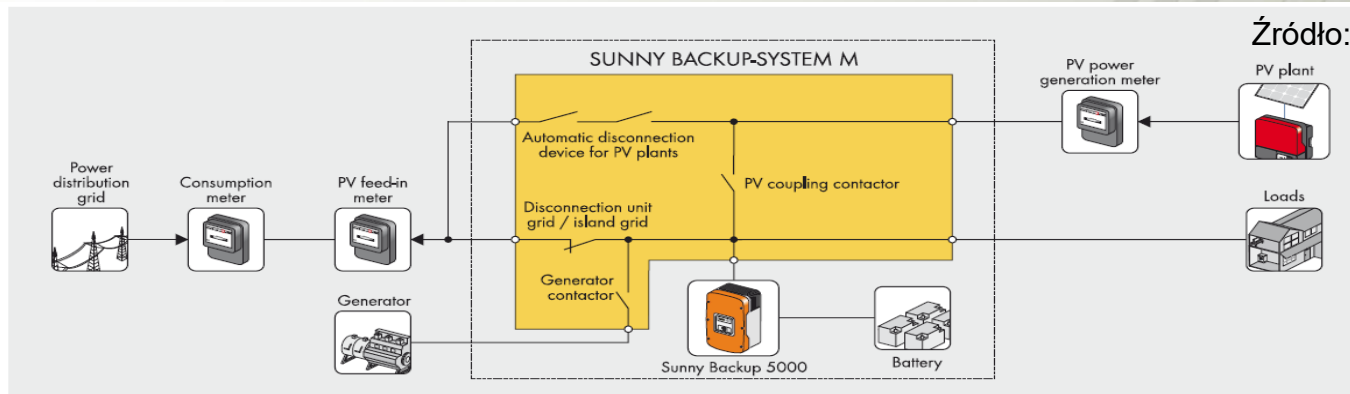 Źródło:
SUNNY BACKUP-SYSTEM M
PV power
generation meter
PV plant
Automatic disconnection
device for PV plants
Power
distribution
grid
Consumption
meter
PV feed-in
meter
PV coupling contactor
Disconnection unit
grid / island grid
Loads
Generator
contactor
Generator
Sunny Backup 5000
Battery